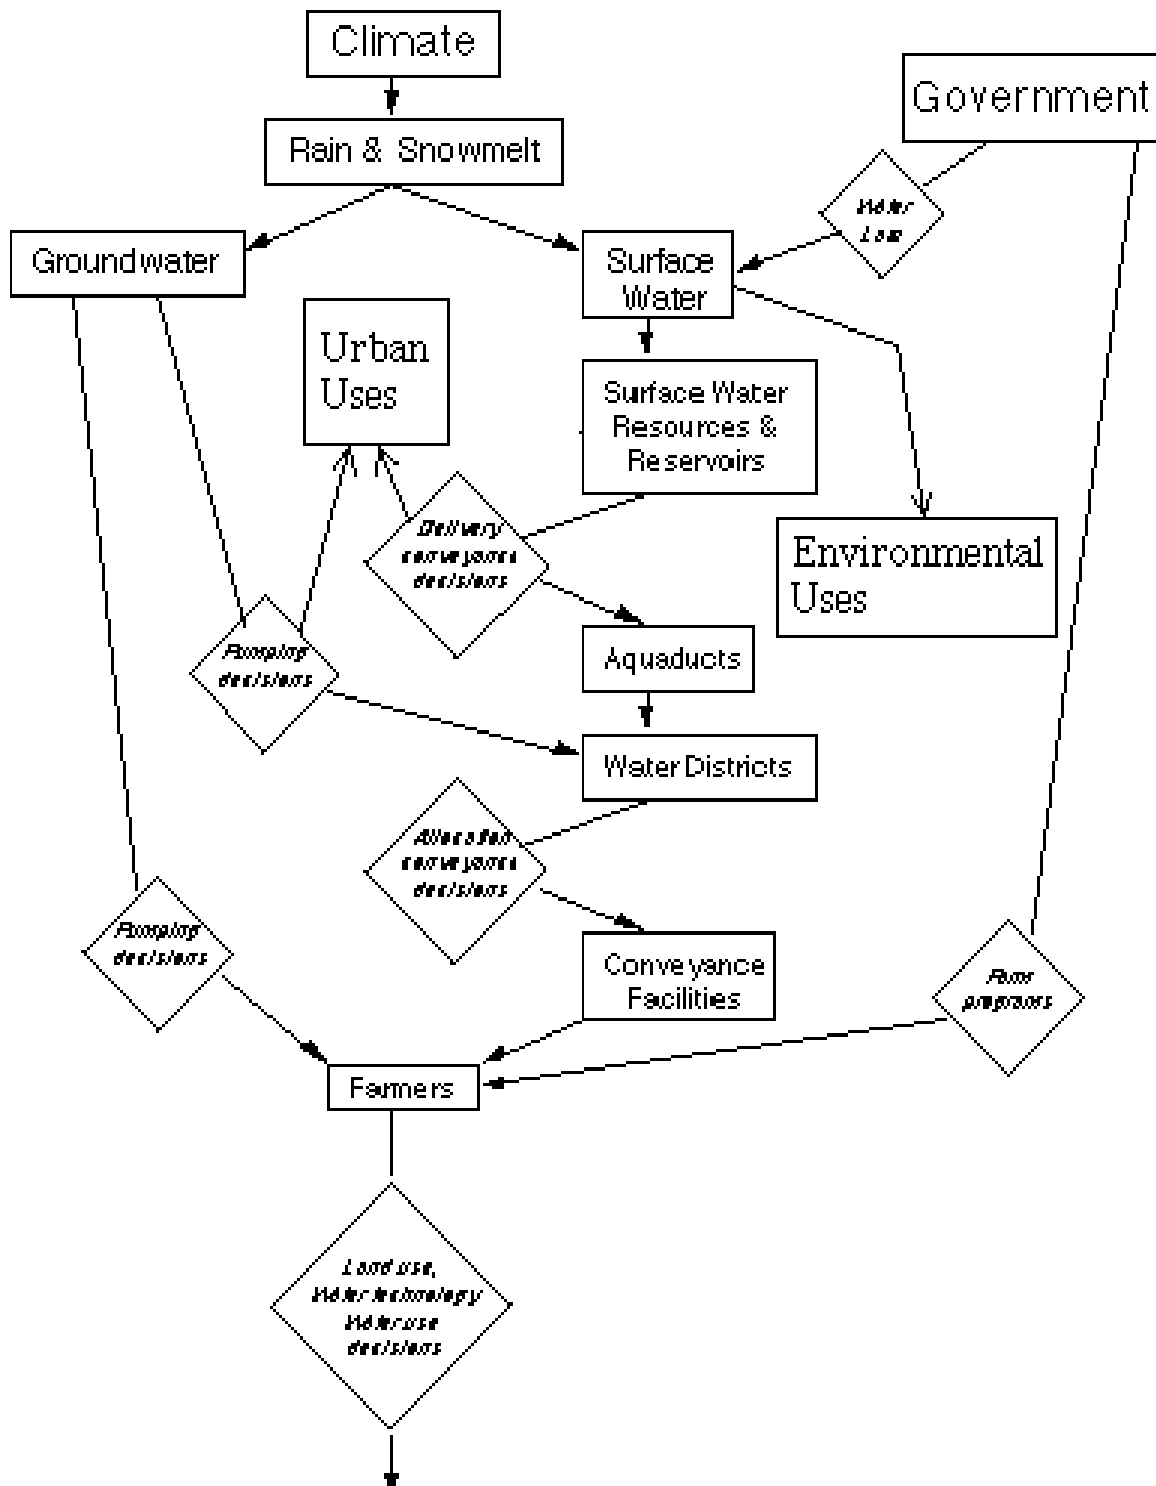 Climate
Government
Rain & Snowmelt
Water
Law
Groundwater
Surface
Water
Urban
Uses
Surface Water
Resources &
Reservoirs
Delivery
conveyance
decisions
Environmental
Uses
Pumping
decisions
Aquaducts
Water Districts
Allocation
conveyance
decisions
Pumping
decisions
Conveyance
Facilities
Farm
programs
Farmers
Land use,
Water technology
Water use
decisions